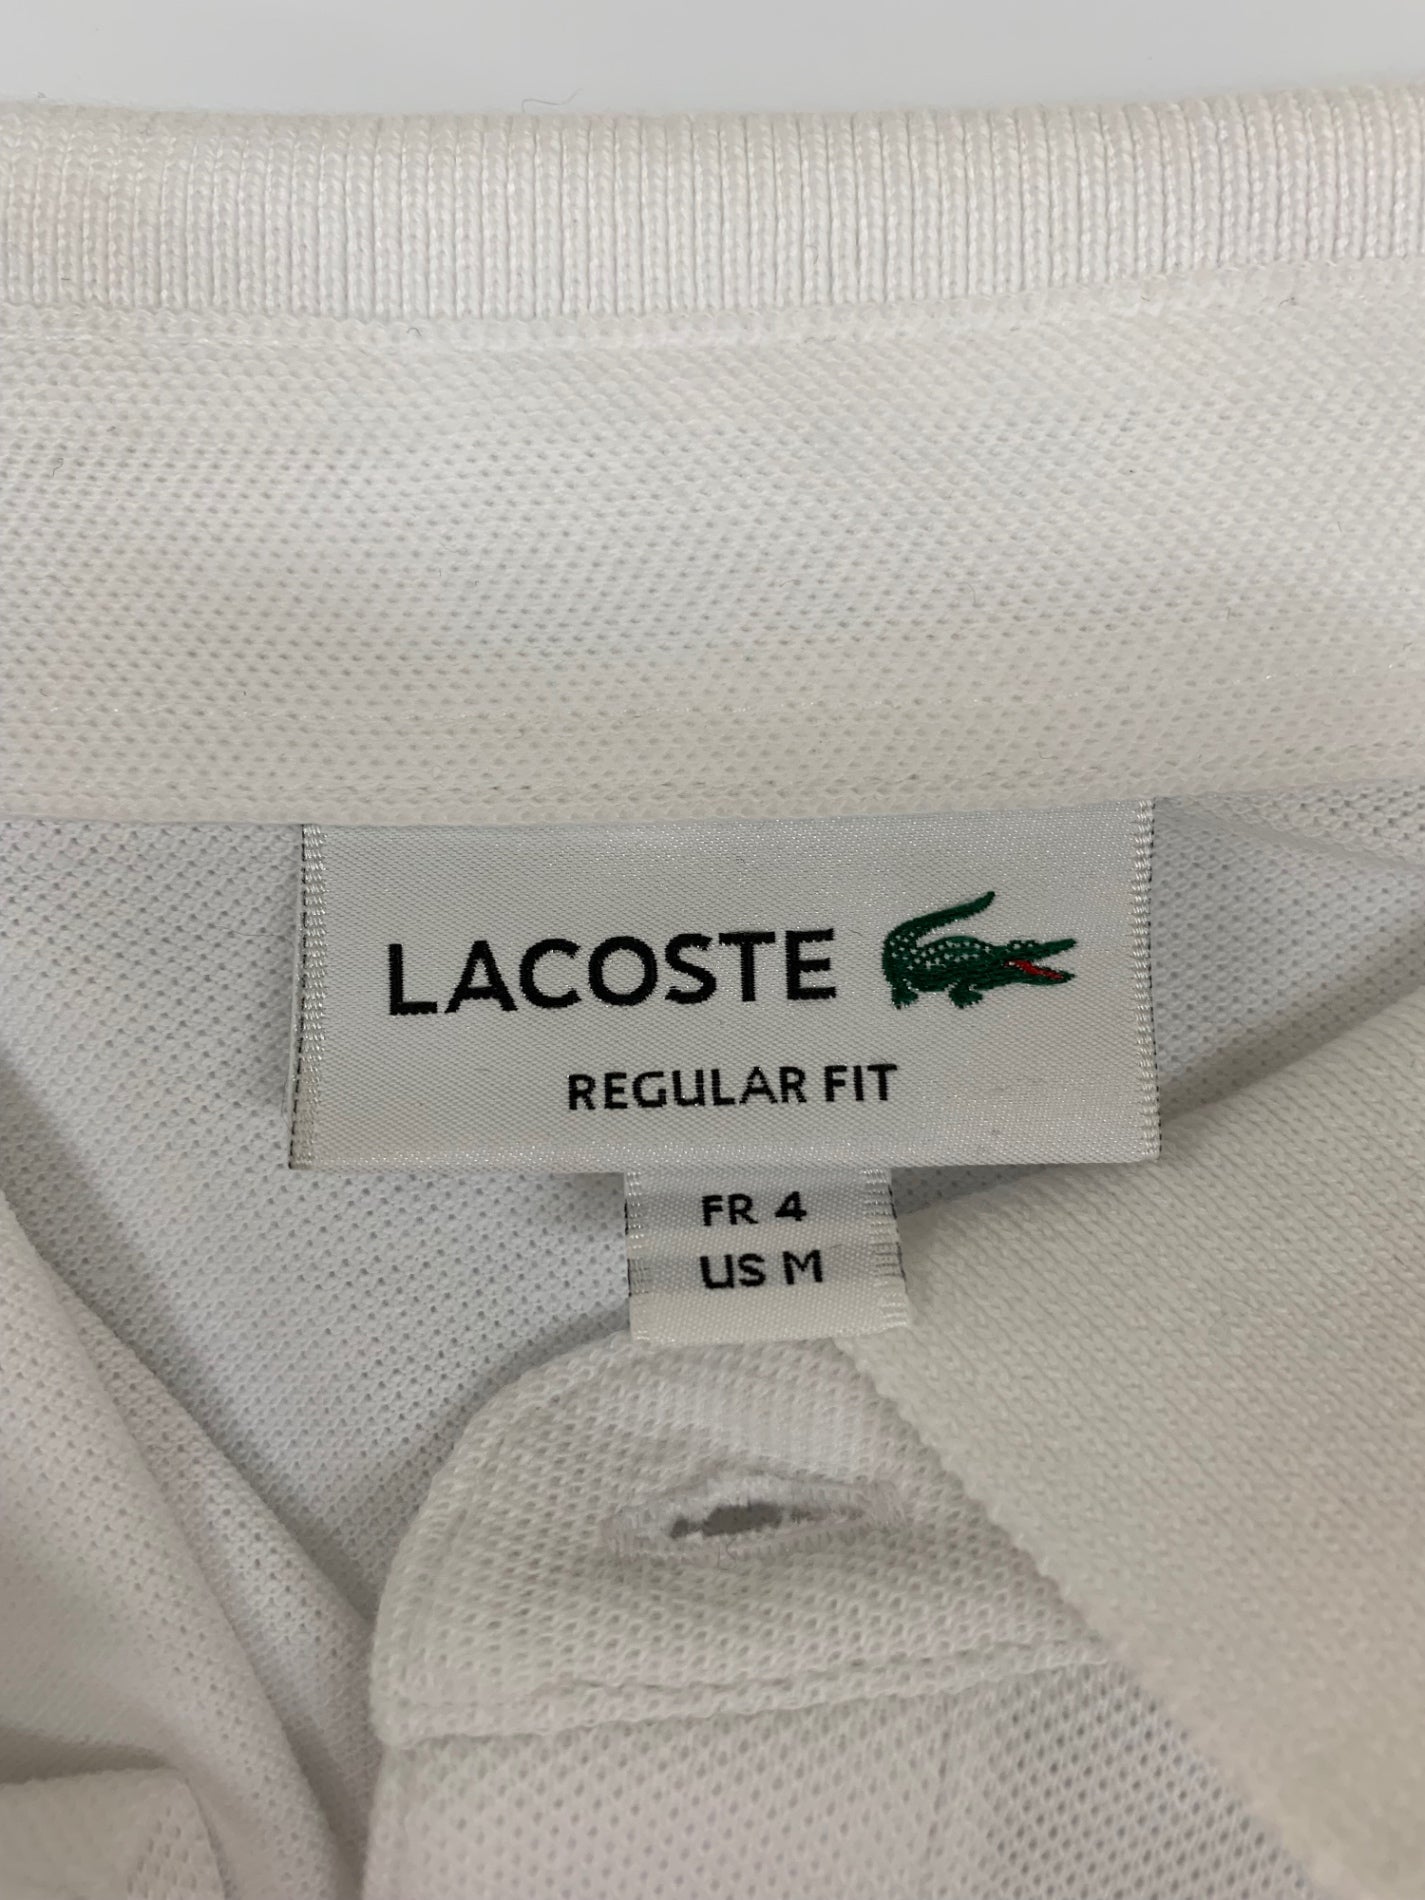 LACOSTE
REGULAR FIT
FR 4
US M